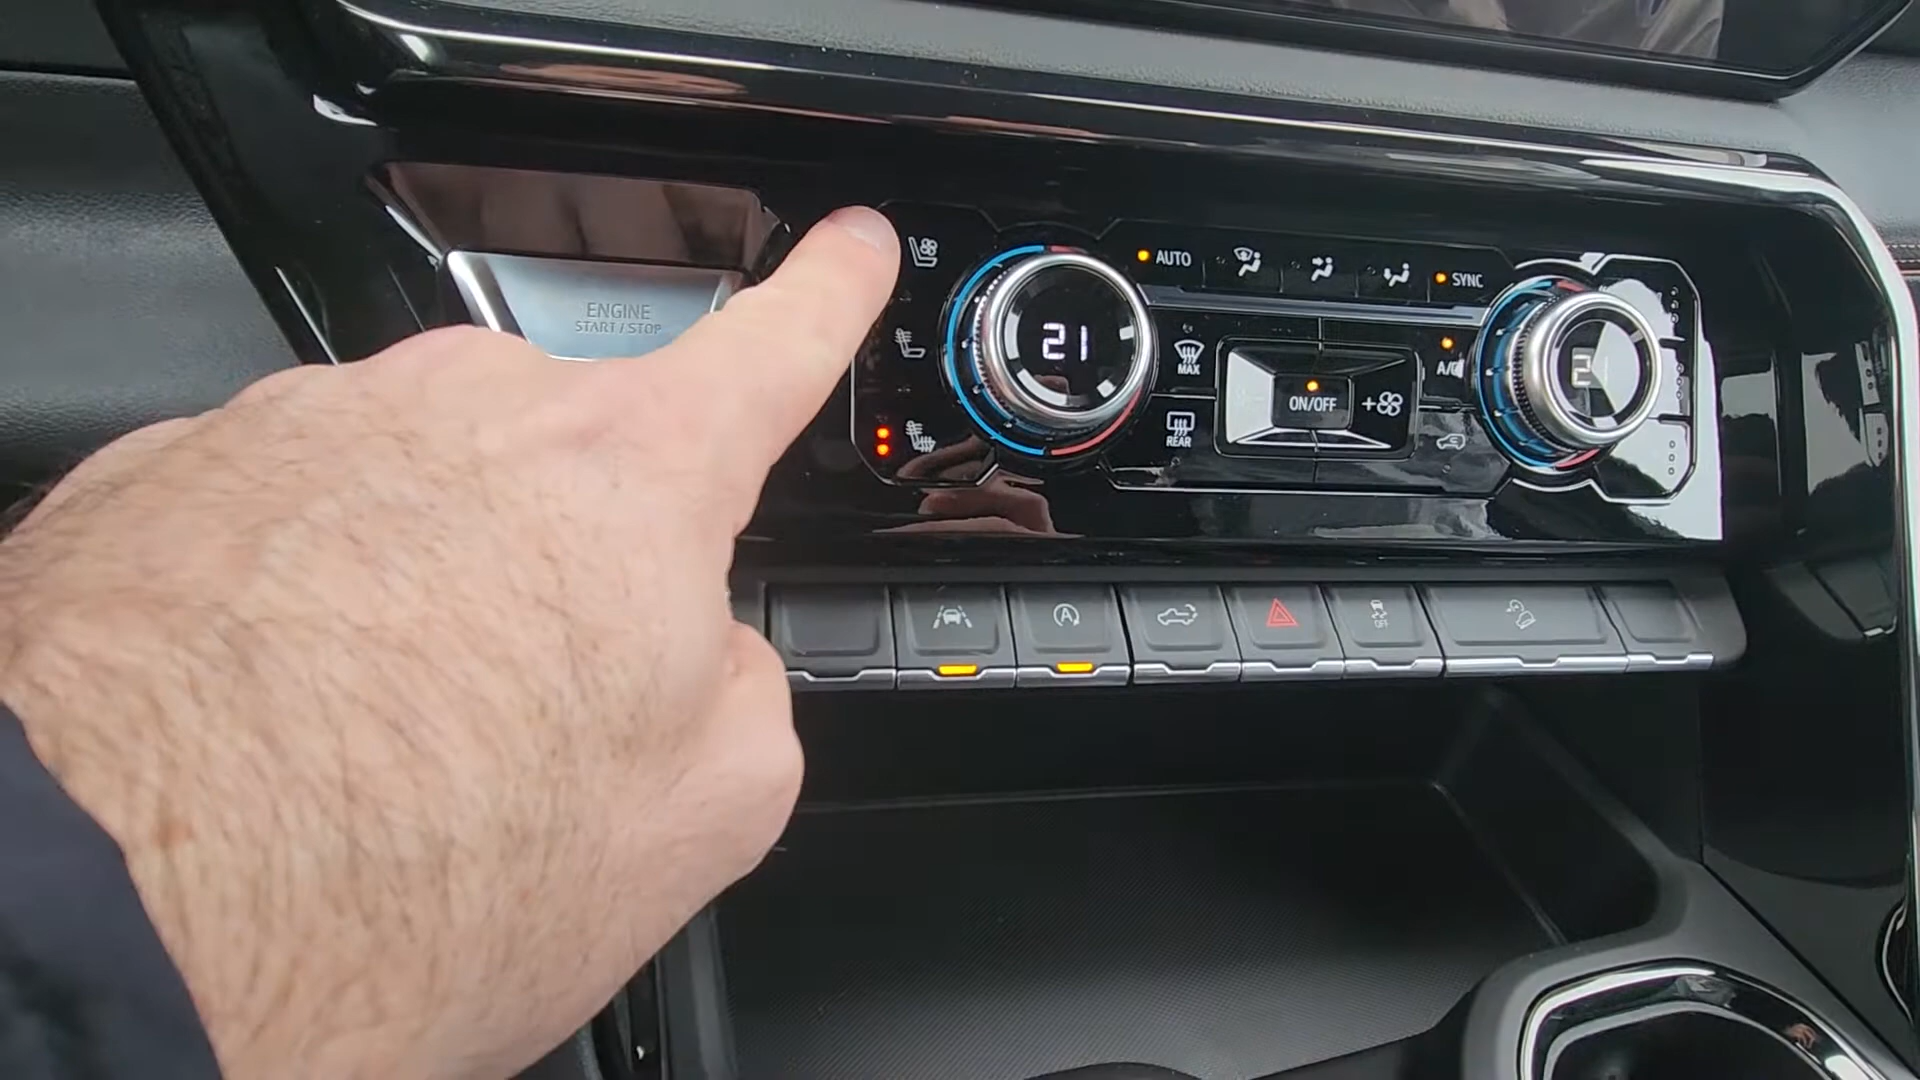 ENGINE
START / STOP
AUTO
SYNC
21
MAX
A/C
ON/OFF
+
REAR
A
OFF